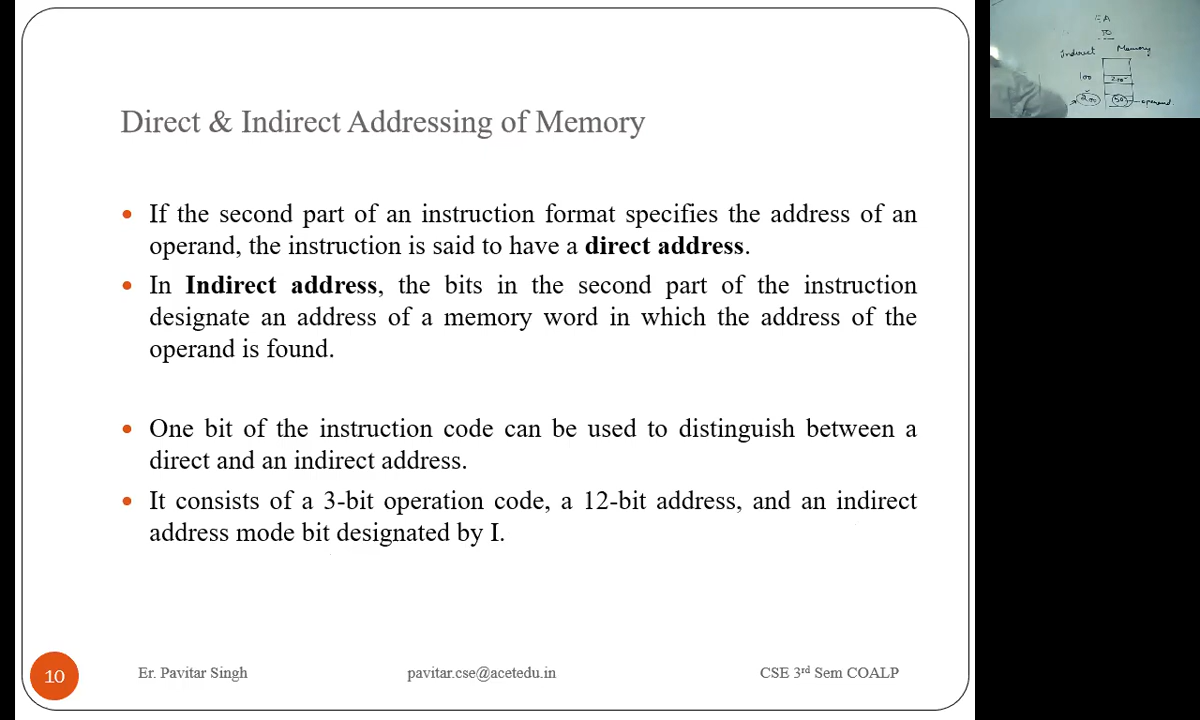 Direct & Indirect Addressing of Memory
• If the second part of an instruction format specifies the address of an
operand, the instruction is said to have a direct address.
• In Indirect address, the bits in the second part of the instruction
designate an address of a memory word in which the address of the
operand is found.
• One bit of the instruction code can be used to distinguish between a
direct and an indirect address.
• It consists of a 3-bit operation code, a 12-bit address, and an indirect
address mode bit designated by I.
10
Er. Pavitar Singh
pavitar.cse@acetedu.in
CSE 3rd Sem COALP
EA
Indirect Memory
100 200
200 50 operand